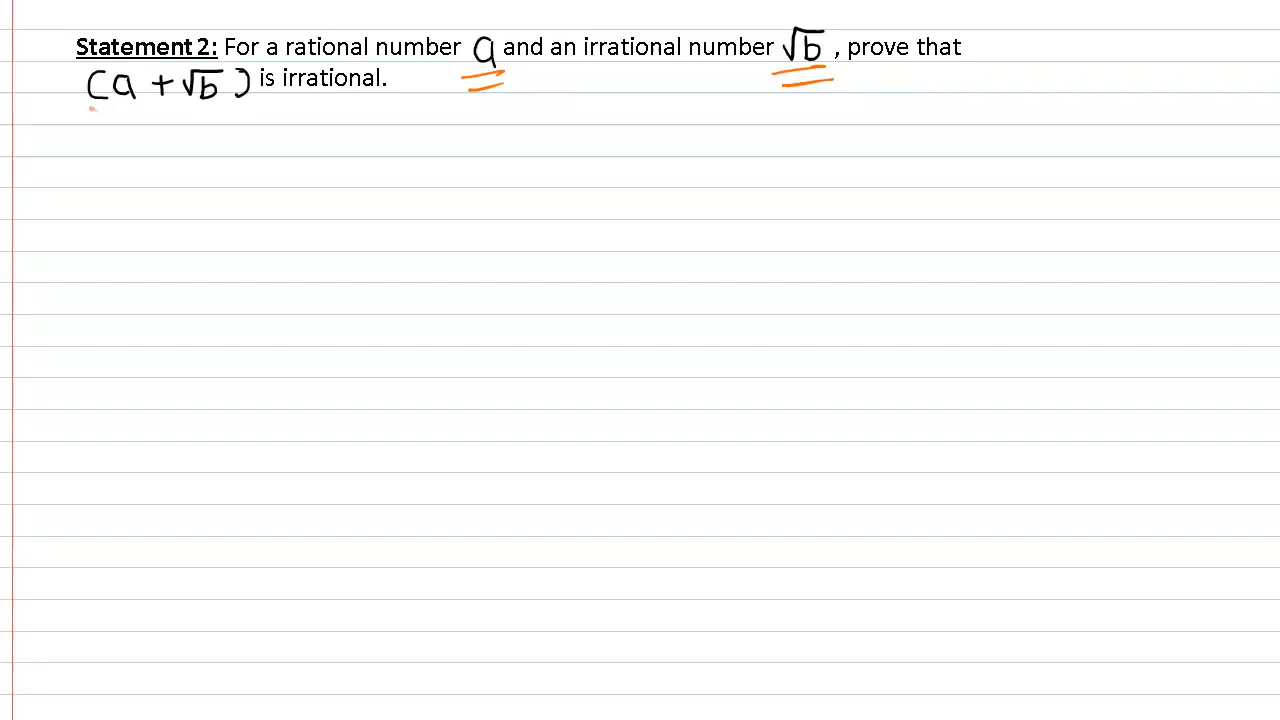 Statement 2: For a rational number a and an irrational number √b , prove that
(a + √b) is irrational.